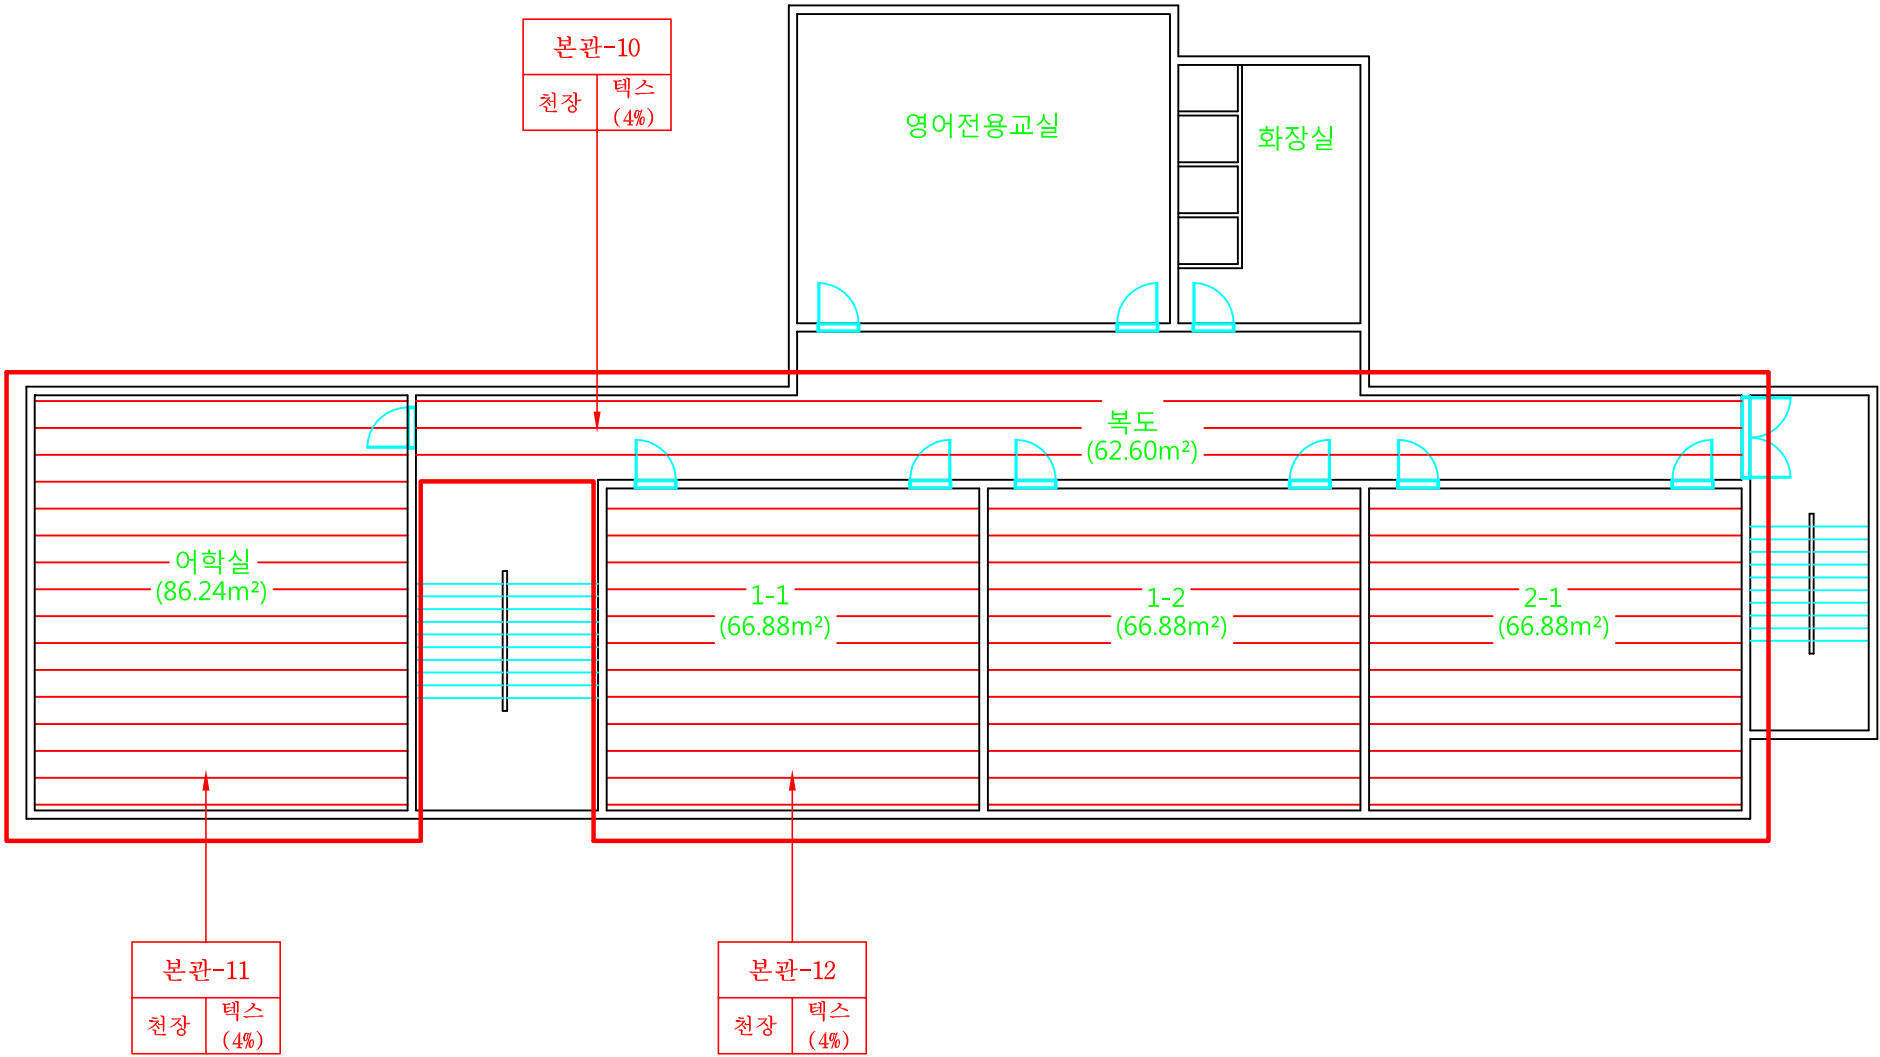 본관-10
천장
텍스
(4%)
영어전용교실
화장실
복도
(62.60m²)
어학실
(86.24m²)
1-1
(66.88m²)
1-2
(66.88m²)
2-1
(66.88m²)
본관-11
천장
텍스
(4%)
본관-12
천장
텍스
(4%)